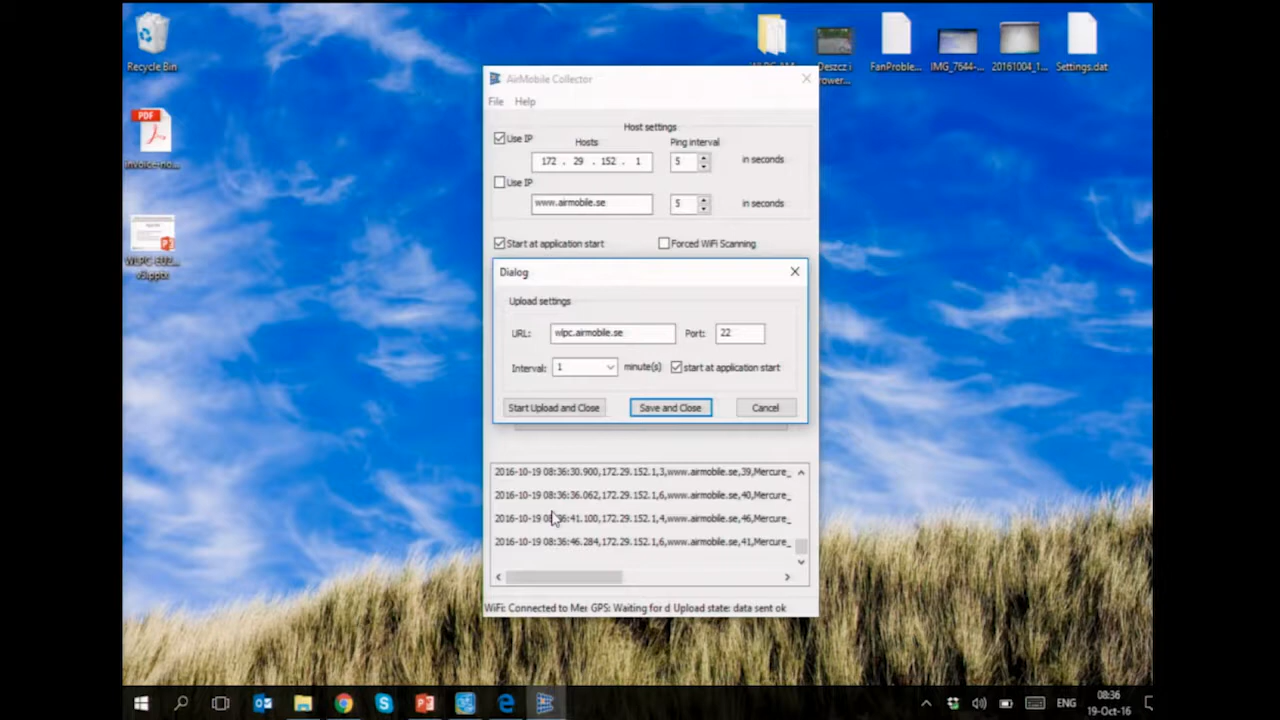 Recycle Bin
Deszcz i
FanProble...
IMG_7644-...
20161004_1...
Settings.dat
PDF
WLPC_EU2...
v3.pptx
AirMobile Collector
File Help
Host settings
Use IP
Hosts
Ping interval
172 . 29 . 152 . 1
5
in seconds
Use IP
www.airmobile.se
5
in seconds
Start at application start
Forced WiFi Scanning
Dialog
Upload settings
URL: wlpc.airmobile.se Port: 22
Interval: 1 minute(s) start at application start
Start Upload and Close Save and Close Cancel
2016-10-19 08:36:30.900,172.29.152.1,3,www.airmobile.se,39,Mercure_
2016-10-19 08:36:36.062,172.29.152.1,6,www.airmobile.se,40,Mercure_
2016-10-19 08:36:41.100,172.29.152.1,4,www.airmobile.se,46,Mercure_
2016-10-19 08:36:46.284,172.29.152.1,6,www.airmobile.se,41,Mercure_
WiFi: Connected to Mer GPS: Waiting for d Upload state: data sent ok
ENG
08:36
19-Oct-16